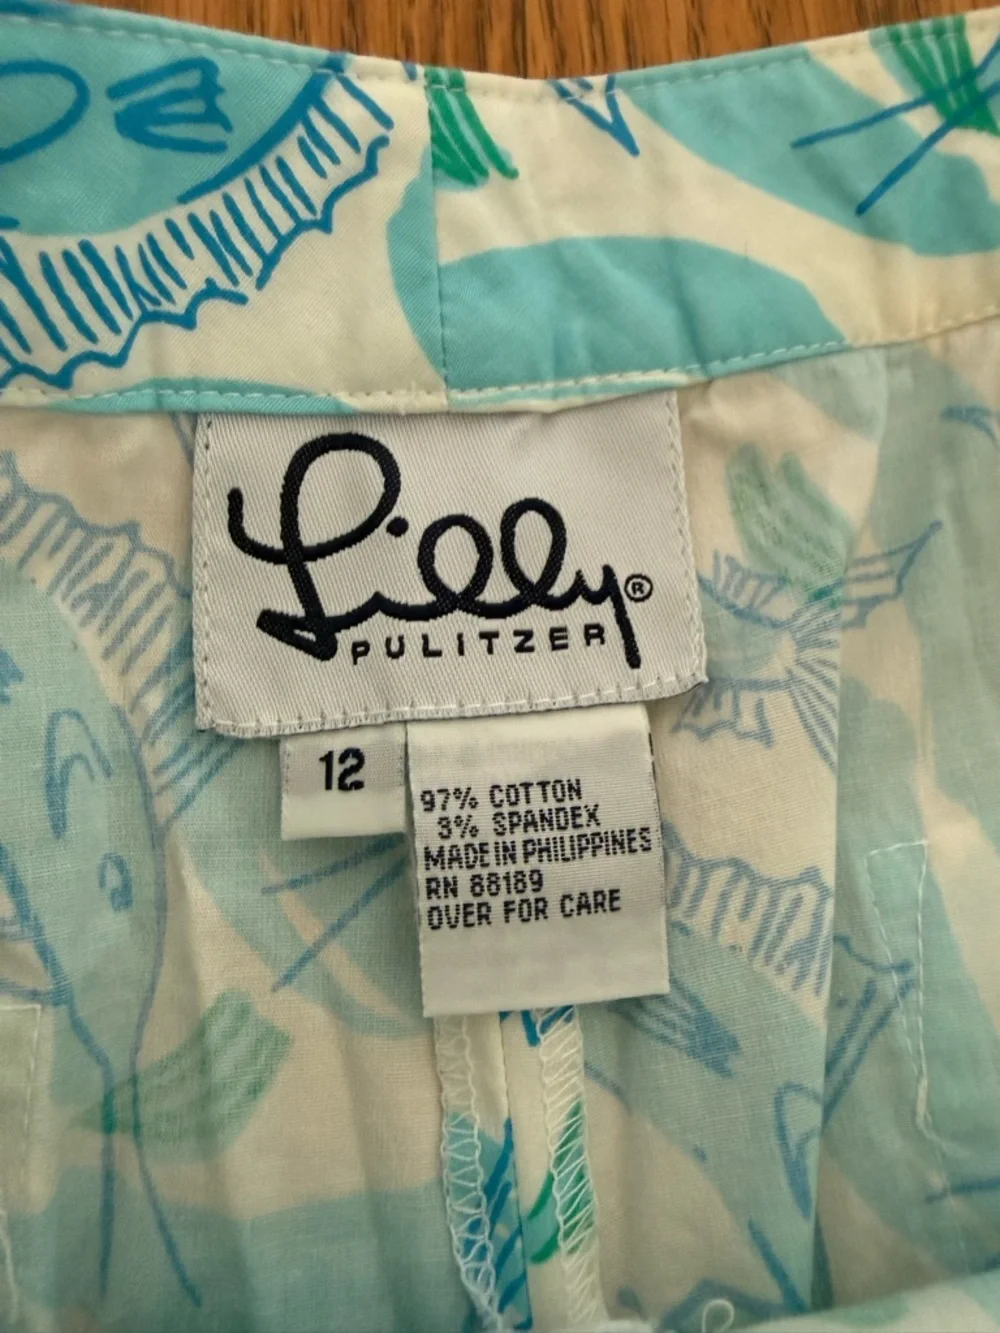 Lilly®
PULITZER
12
97% COTTON
3% SPANDEX
MADE IN PHILIPPINES
RN 88189
OVER FOR CARE